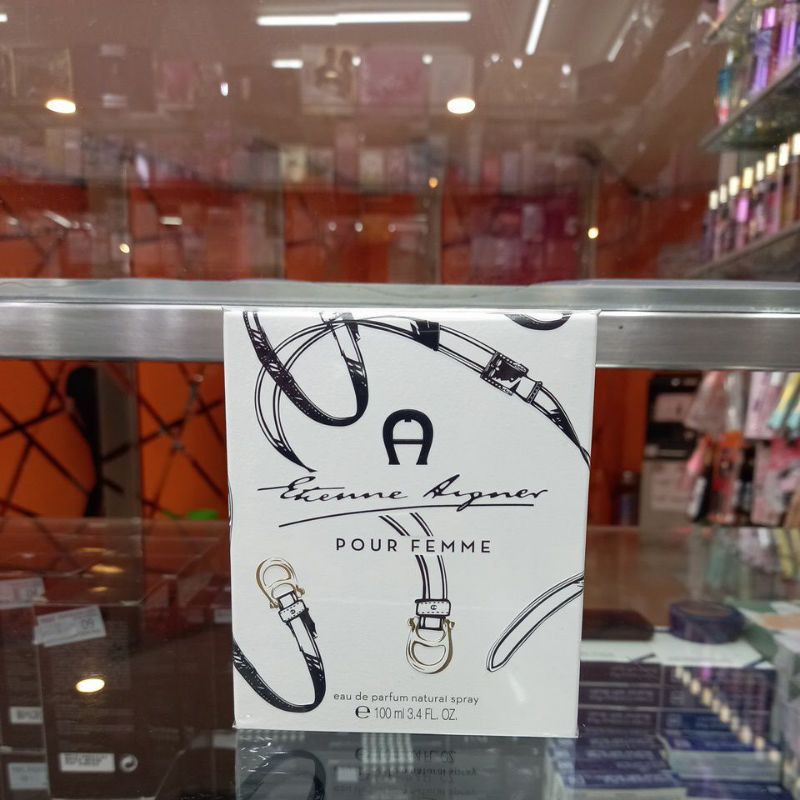 Etienne Aigner
POUR FEMME
eau de parfum natural spray
℮ 100 ml 3.4 FL. OZ.